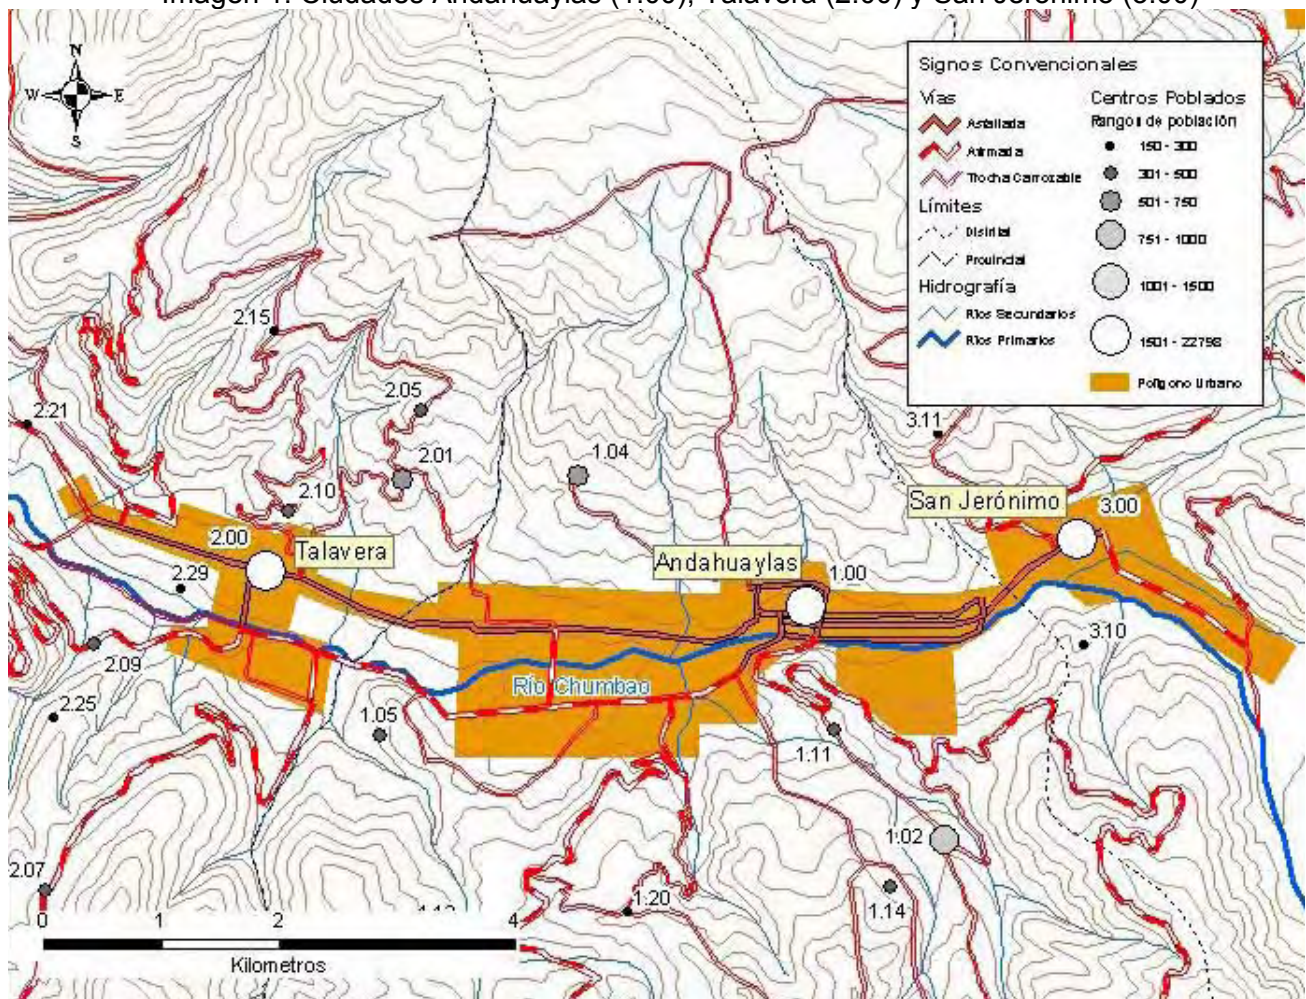 Imagen 1. Ciudades Andahuaylas (1.00), Talavera (2.00) y San Jerónimo (3.00)
N
W E
S
Signos Convencionales
Vías
Asfaltada
Afirmada
Trocha Carrozable
Límites
Distrital
Provincial
Hidrografía
Ríos Secundarios
Ríos Primarios
Centros Poblados
Rangos de población
150 - 300
301 - 500
501 - 750
751 - 1000
1001 - 1500
1501 - 22798
Polígono Urbano
2.15
2.05
2.21
3.11
2.01
1.04
2.10
San Jerónimo
3.00
2.00
Talavera
Andahuaylas
1.00
2.29
2.09
3.10
Río Chumbao
2.25
1.05
1.11
1.02
2.07
1.20
1.14
0 1 2 4
Kilometros